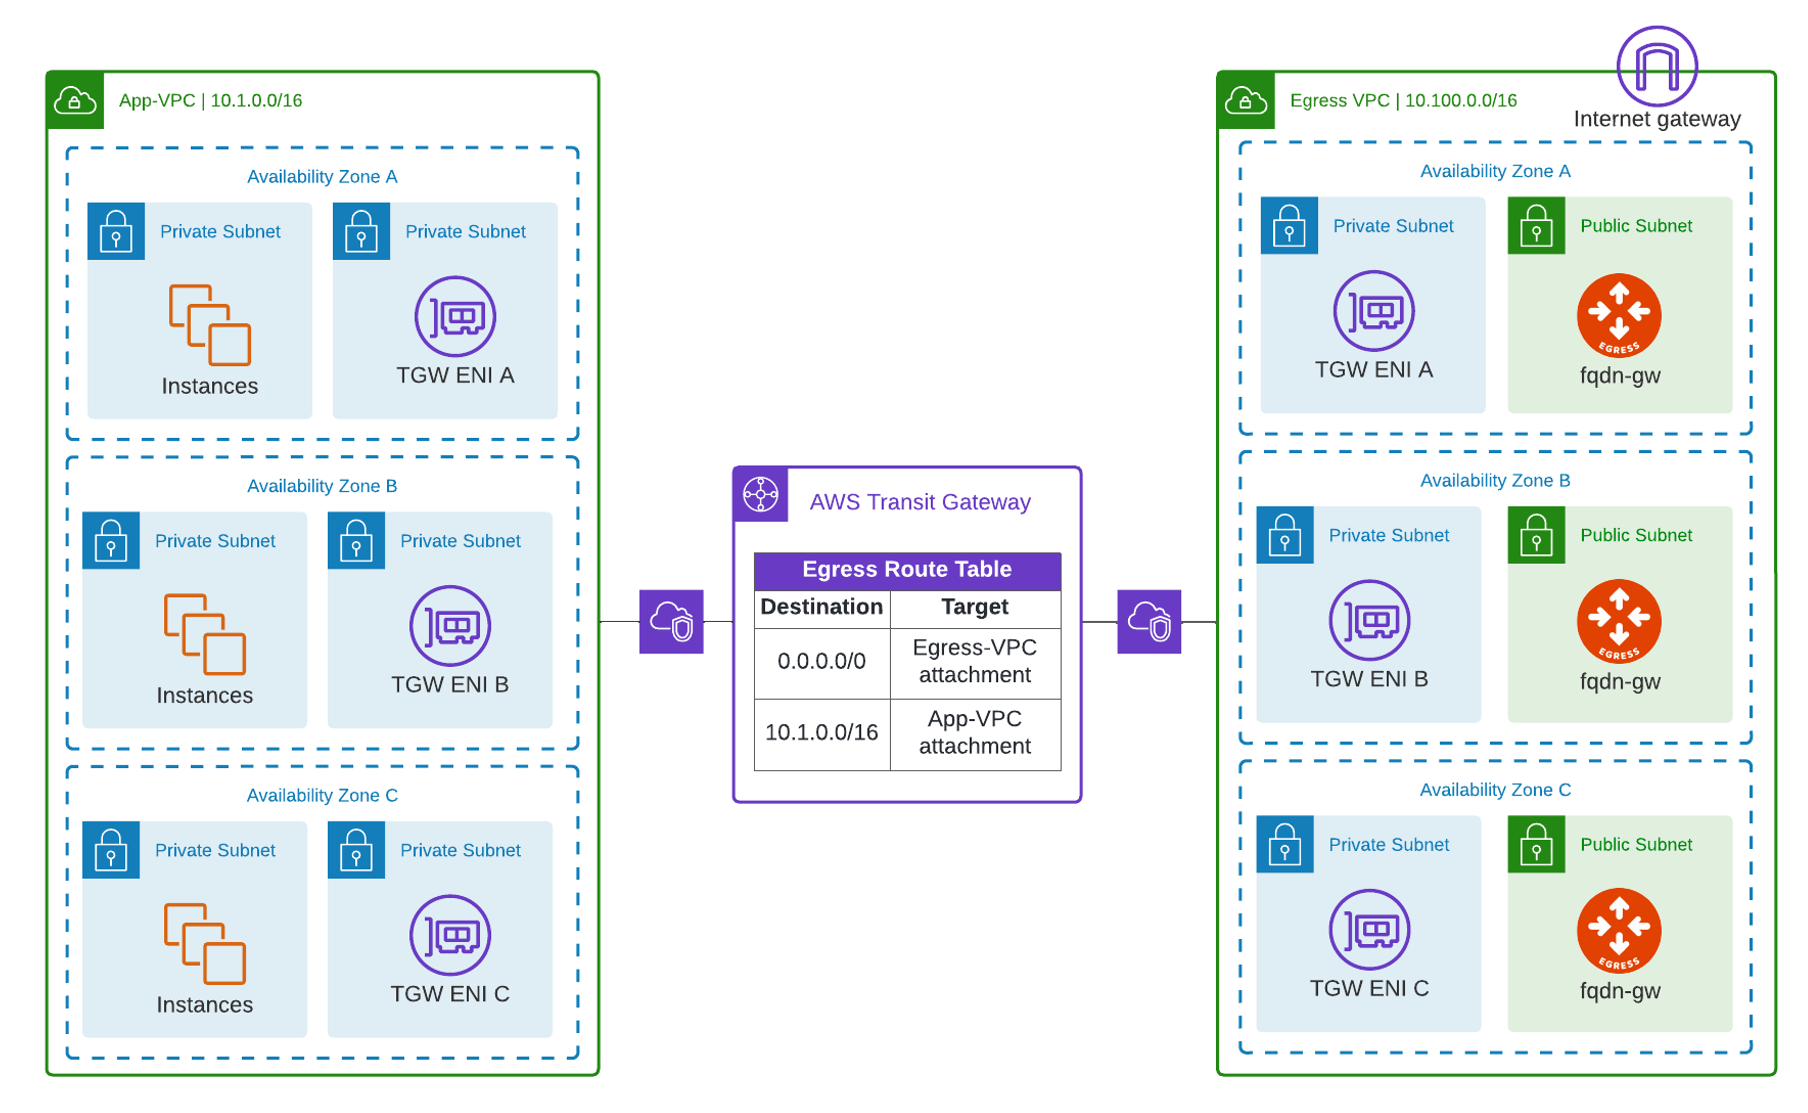 App-VPC | 10.1.0.0/16
Availability Zone A
Private Subnet
Instances
Private Subnet
TGW ENI A
Availability Zone B
Private Subnet
Instances
Private Subnet
TGW ENI B
Availability Zone C
Private Subnet
Instances
Private Subnet
TGW ENI C
AWS Transit Gateway
Egress Route Table
Destination Target
0.0.0.0/0 Egress-VPC
attachment
10.1.0.0/16 App-VPC
attachment
Internet gateway
Egress VPC | 10.100.0.0/16
Availability Zone A
Private Subnet
TGW ENI A
Public Subnet
EGRESS
fqdn-gw
Availability Zone B
Private Subnet
TGW ENI B
Public Subnet
EGRESS
fqdn-gw
Availability Zone C
Private Subnet
TGW ENI C
Public Subnet
EGRESS
fqdn-gw